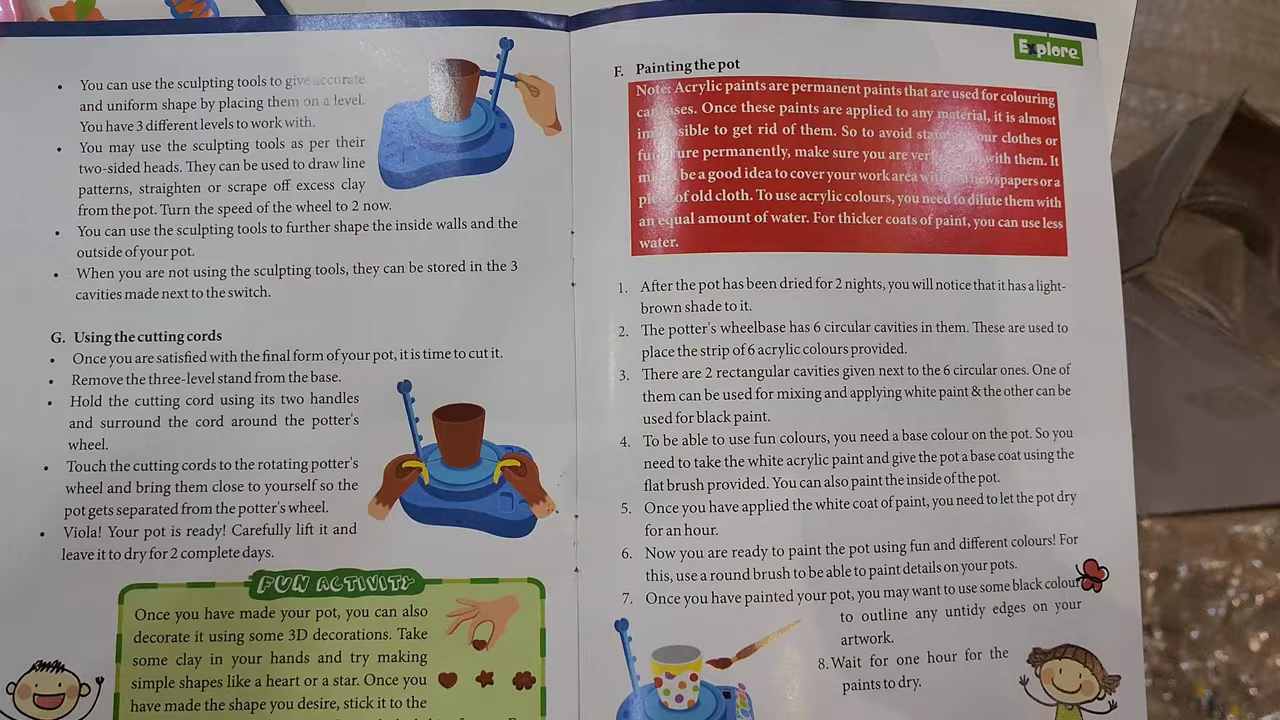 • You can use the sculpting tools to give accurate
and uniform shape by placing them on a level.
You have 3 different levels to work with.
• You may use the sculpting tools as per their
two-sided heads. They can be used to draw line
patterns, straighten or scrape off excess clay
from the pot. Turn the speed of the wheel to 2 now.
• You can use the sculpting tools to further shape the inside walls and the
outside of your pot.
• When you are not using the sculpting tools, they can be stored in the 3
cavities made next to the switch.
G. Using the cutting cords
• Once you are satisfied with the final form of your pot, it is time to cut it.
• Remove the three-level stand from the base.
• Hold the cutting cord using its two handles
and surround the cord around the potter's
wheel.
• Touch the cutting cords to the rotating potter's
wheel and bring them close to yourself so the
pot gets separated from the potter's wheel.
• Viola! Your pot is ready! Carefully lift it and
leave it to dry for 2 complete days.
FUN ACTIVITY
Once you have made your pot, you can also
decorate it using some 3D decorations. Take
some clay in your hands and try making
simple shapes like a heart or a star. Once you
have made the shape you desire, stick it to the
Explore
F. Painting the pot
Note: Acrylic paints are permanent paints that are used for colouring
canvases. Once these paints are applied to any material, it is almost
impossible to get rid of them. So to avoid staining your clothes or
furniture permanently, make sure you are very with them. It
might be a good idea to cover your work area with newspapers or a
piece of old cloth. To use acrylic colours, you need to dilute them with
an equal amount of water. For thicker coats of paint, you can use less
water.
1. After the pot has been dried for 2 nights, you will notice that it has a light-
brown shade to it.
2. The potter's wheelbase has 6 circular cavities in them. These are used to
place the strip of 6 acrylic colours provided.
3. There are 2 rectangular cavities given next to the 6 circular ones. One of
them can be used for mixing and applying white paint & the other can be
used for black paint.
4. To be able to use fun colours, you need a base colour on the pot. So you
need to take the white acrylic paint and give the pot a base coat using the
flat brush provided. You can also paint the inside of the pot.
5. Once you have applied the white coat of paint, you need to let the pot dry
for an hour.
6. Now you are ready to paint the pot using fun and different colours! For
this, use a round brush to be able to paint details on your pots.
7. Once you have painted your pot, you may want to use some black colour
to outline any untidy edges on your
artwork.
8. Wait for one hour for the
paints to dry.